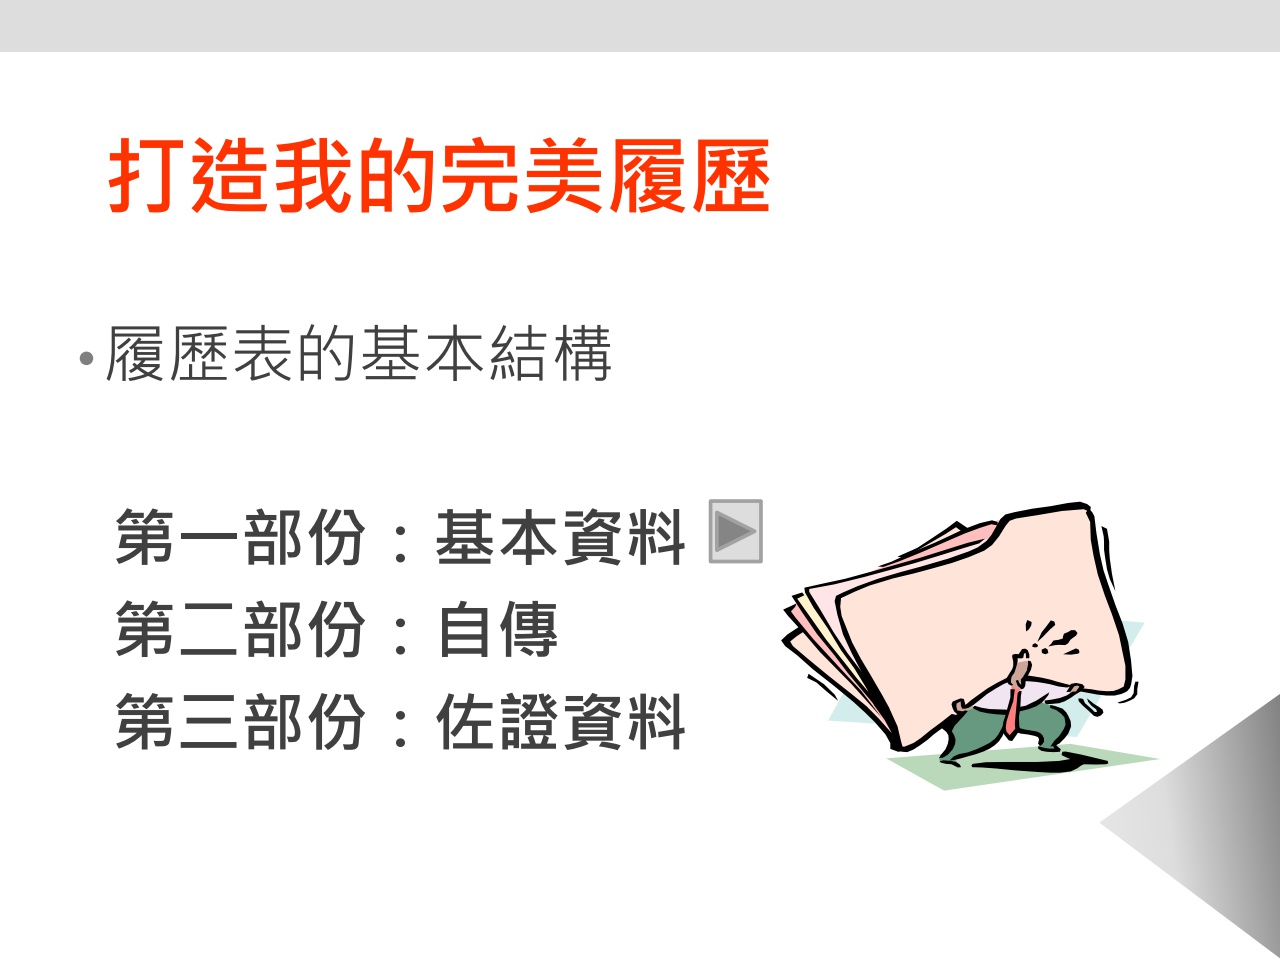 打造我的完美履歷
•履歷表的基本結構
第一部份：基本資料
第二部份：自傳
第三部份：佐證資料